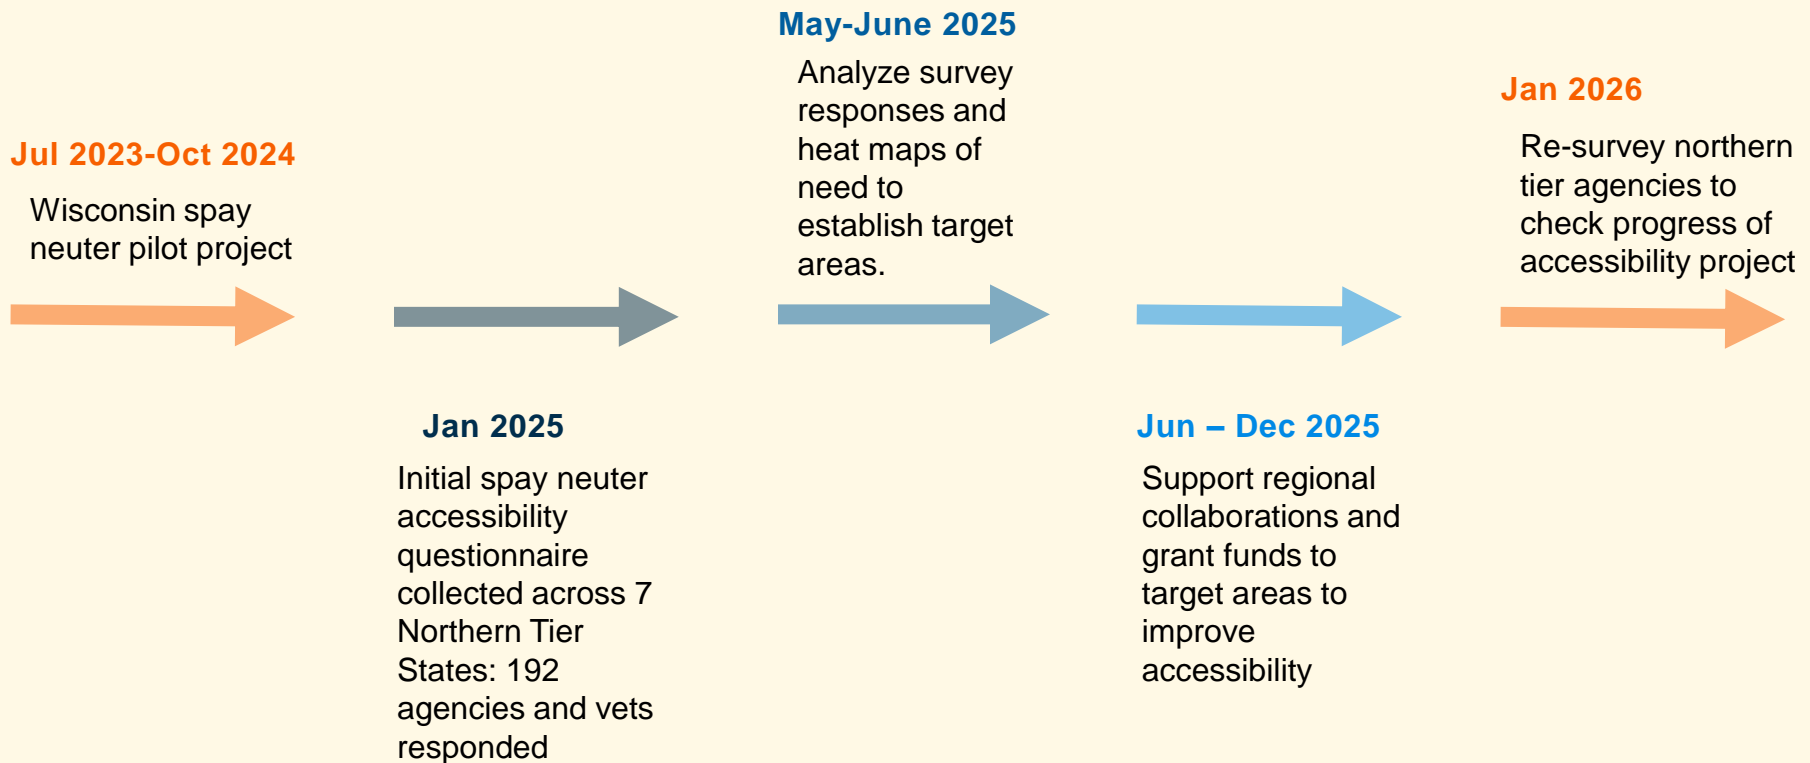 Jul 2023-Oct 2024
Wisconsin spay
neuter pilot project
Jan 2025
Initial spay neuter
accessibility
questionnaire
collected across 7
Northern Tier
States: 192
agencies and vets
responded
May-June 2025
Analyze survey
responses and
heat maps of
need to
establish target
areas.
Jun – Dec 2025
Support regional
collaborations and
grant funds to
target areas to
improve
accessibility
Jan 2026
Re-survey northern
tier agencies to
check progress of
accessibility project